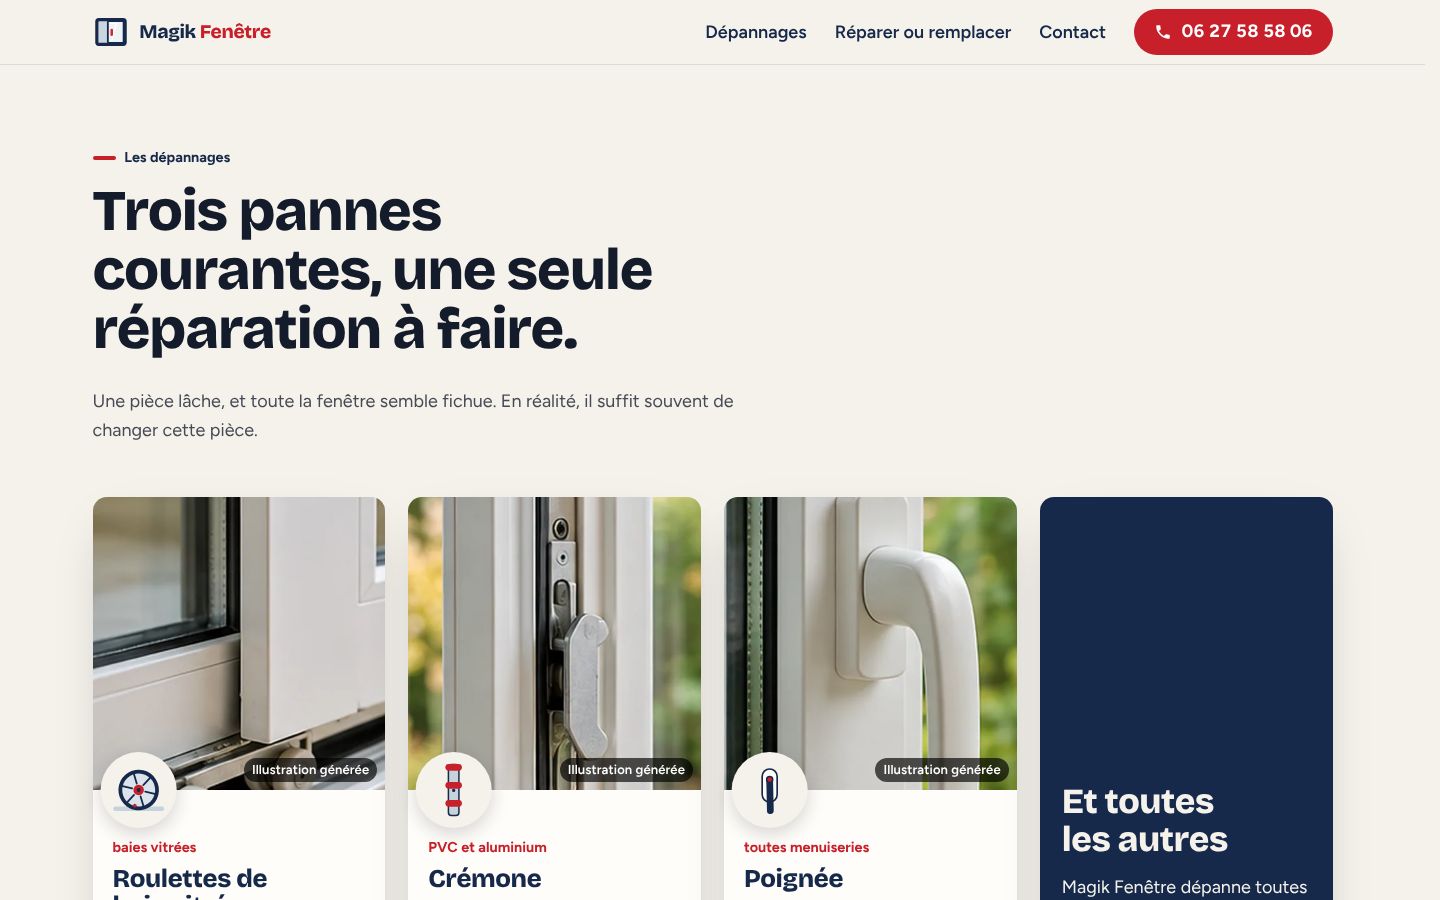 Magik Fenêtre
Dépannages
Réparer ou remplacer
Contact
06 27 58 58 06
Les dépannages
Trois pannes
courantes, une seule
réparation à faire.
Une pièce lâche, et toute la fenêtre semble fichue. En réalité, il suffit souvent de
changer cette pièce.
Illustration générée
Illustration générée
Illustration générée
baies vitrées
Roulettes de
PVC et aluminium
Crémone
toutes menuiseries
Poignée
Et toutes
les autres
Magik Fenêtre dépanne toutes